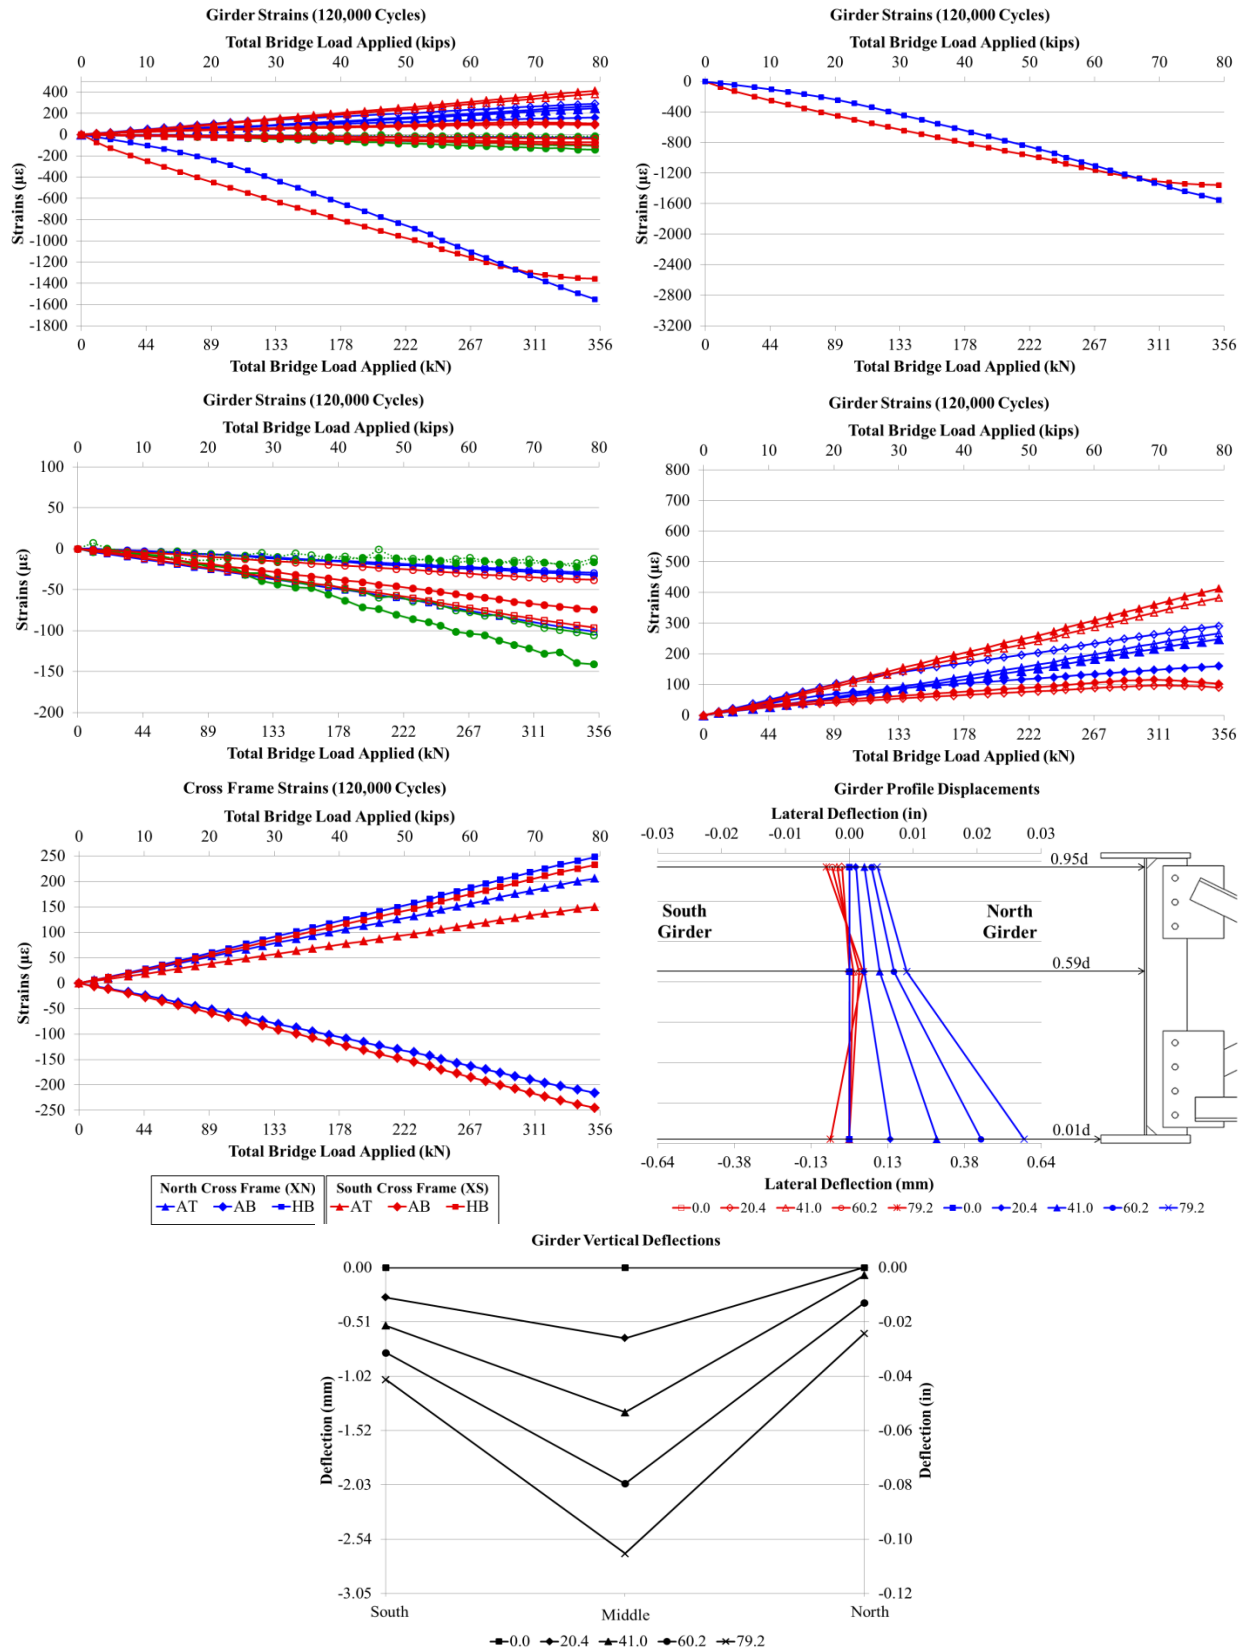 Girder Strains (120,000 Cycles)
Total Bridge Load Applied (kips)
0 10 20 30 40 50 60 70 80
400
200
0
-200
-400
-600
-800
-1000
-1200
-1400
-1600
-1800
Strains (με)
0 44 89 133 178 222 267 311 356
Total Bridge Load Applied (kN)
Girder Strains (120,000 Cycles)
Total Bridge Load Applied (kips)
0 10 20 30 40 50 60 70 80
0
-400
-800
-1200
-1600
-2000
-2400
-2800
-3200
Strains (με)
0 44 89 133 178 222 267 311 356
Total Bridge Load Applied (kN)
Girder Strains (120,000 Cycles)
Total Bridge Load Applied (kips)
0 10 20 30 40 50 60 70 80
100
50
0
-50
-100
-150
-200
Strains (με)
0 44 89 133 178 222 267 311 356
Total Bridge Load Applied (kN)
Girder Strains (120,000 Cycles)
Total Bridge Load Applied (kips)
0 10 20 30 40 50 60 70 80
800
700
600
500
400
300
200
100
0
Strains (με)
0 44 89 133 178 222 267 311 356
Total Bridge Load Applied (kN)
Cross Frame Strains (120,000 Cycles)
Total Bridge Load Applied (kips)
0 10 20 30 40 50 60 70 80
250
200
150
100
50
0
-50
-100
-150
-200
-250
Strains (με)
0 44 89 133 178 222 267 311 356
Total Bridge Load Applied (kN)
North Cross Frame (XN) South Cross Frame (XS)
AT AB HB AT AB HB
Girder Profile Displacements
Lateral Deflection (in)
-0.03 -0.02 -0.01 0.00 0.01 0.02 0.03
0.95d
South
Girder
North
Girder
0.59d
0.01d
-0.64 -0.38 -0.13 0.13 0.38 0.64
Lateral Deflection (mm)
0.0 20.4 41.0 60.2 79.2 0.0 20.4 41.0 60.2 79.2
Girder Vertical Deflections
0.00
-0.51
-1.02
-1.52
-2.03
-2.54
-3.05
Deflection (mm)
0.00
-0.02
-0.04
-0.06
-0.08
-0.10
-0.12
Deflection (in)
South Middle North
0.0 20.4 41.0 60.2 79.2